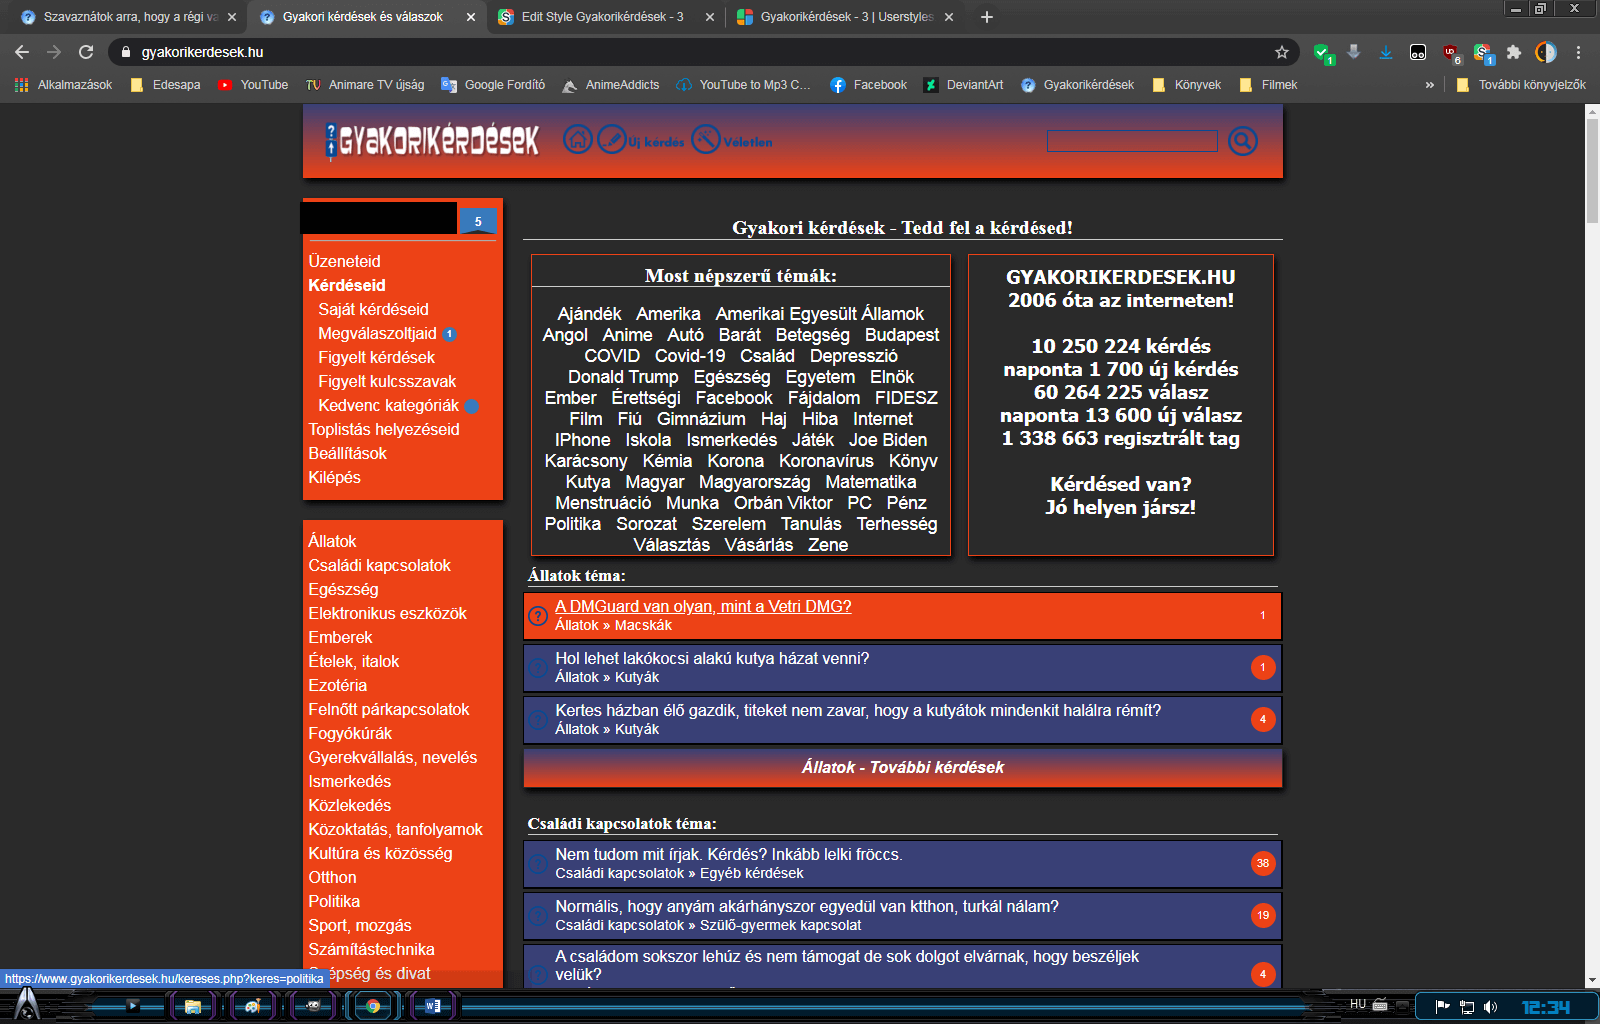 Szavaznátok arra, hogy a régi va
Gyakori kérdések és válaszok
Edit Style Gyakorikérdések - 3
Gyakorikérdések - 3 | Userstyles
gyakorikerdesek.hu
1
6
1
Alkalmazások
Edesapa
YouTube
Animare TV újság
Google Fordító
AnimeAddicts
YouTube to Mp3 C...
Facebook
DeviantArt
Gyakorikérdések
Könyvek
Filmek
»
További könyvjelzők
GYAKORIKÉRDÉSEK
Új kérdés
Véletlen
5
Üzeneteid
Kérdéseid
Saját kérdéseid
Megválaszoltjaid 1
Figyelt kérdések
Figyelt kulcsszavak
Kedvenc kategóriák
Toplistás helyezéseid
Beállítások
Kilépés
Állatok
Családi kapcsolatok
Egészség
Elektronikus eszközök
Emberek
Ételek, italok
Ezotéria
Felnőtt párkapcsolatok
Fogyókúrák
Gyerekvállalás, nevelés
Ismerkedés
Közlekedés
Közoktatás, tanfolyamok
Kultúra és közösség
Otthon
Politika
Sport, mozgás
Számítástechnika
Szépség és divat
Gyakori kérdések - Tedd fel a kérdésed!
Most népszerű témák:
Ajándék Amerika Amerikai Egyesült Államok
Angol Anime Autó Barát Betegség Budapest
COVID Covid-19 Család Depresszió
Donald Trump Egészség Egyetem Elnök
Ember Érettségi Facebook Fájdalom FIDESZ
Film Fiú Gimnázium Haj Hiba Internet
IPhone Iskola Ismerkedés Játék Joe Biden
Karácsony Kémia Korona Koronavírus Könyv
Kutya Magyar Magyarország Matematika
Menstruáció Munka Orbán Viktor PC Pénz
Politika Sorozat Szerelem Tanulás Terhesség
Választás Vásárlás Zene
GYAKORIKERDESEK.HU
2006 óta az interneten!
10 250 224 kérdés
naponta 1 700 új kérdés
60 264 225 válasz
naponta 13 600 új válasz
1 338 663 regisztrált tag
Kérdésed van?
Jó helyen jársz!
Állatok téma:
A DMGuard van olyan, mint a Vetri DMG?
Állatok » Macskák
1
Hol lehet lakókocsi alakú kutya házat venni?
Állatok » Kutyák
1
Kertes házban élő gazdik, titeket nem zavar, hogy a kutyátok mindenkit halálra rémít?
Állatok » Kutyák
4
Állatok - További kérdések
Családi kapcsolatok téma:
Nem tudom mit írjak. Kérdés? Inkább lelki fröccs.
Családi kapcsolatok » Egyéb kérdések
38
Normális, hogy anyám akárhányszor egyedül van ktthon, turkál nálam?
Családi kapcsolatok » Szülő-gyermek kapcsolat
19
A családom sokszor lehúz és nem támogat de sok dolgot elvárnak, hogy beszéljek
velük?
4
https://www.gyakorikerdesek.hu/kereses.php?keres=politika
HU
12:34